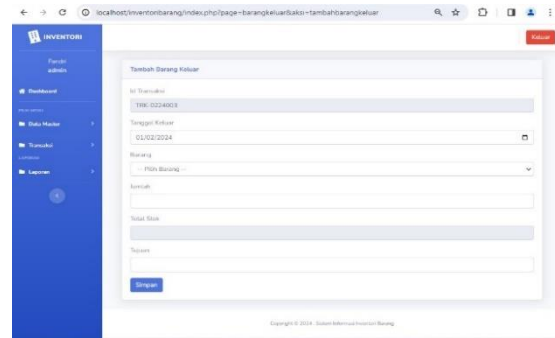 localhost/inventoribarang/index.php?page=barangkeluar&aksi=tambahbarangkeluar
INVENTORI
Keluar
admin
Tambah Barang Keluar
Dashboard
Id Transaksi
TRK-0224003
Tanggal Keluar
01/02/2024
Data Master
Transaksi
Barang
-- Pilih Barang --
Laporan
Jumlah
Total Stok
Tujuan
Simpan
Copyright © 2024 . Sistem Informasi Inventori Barang